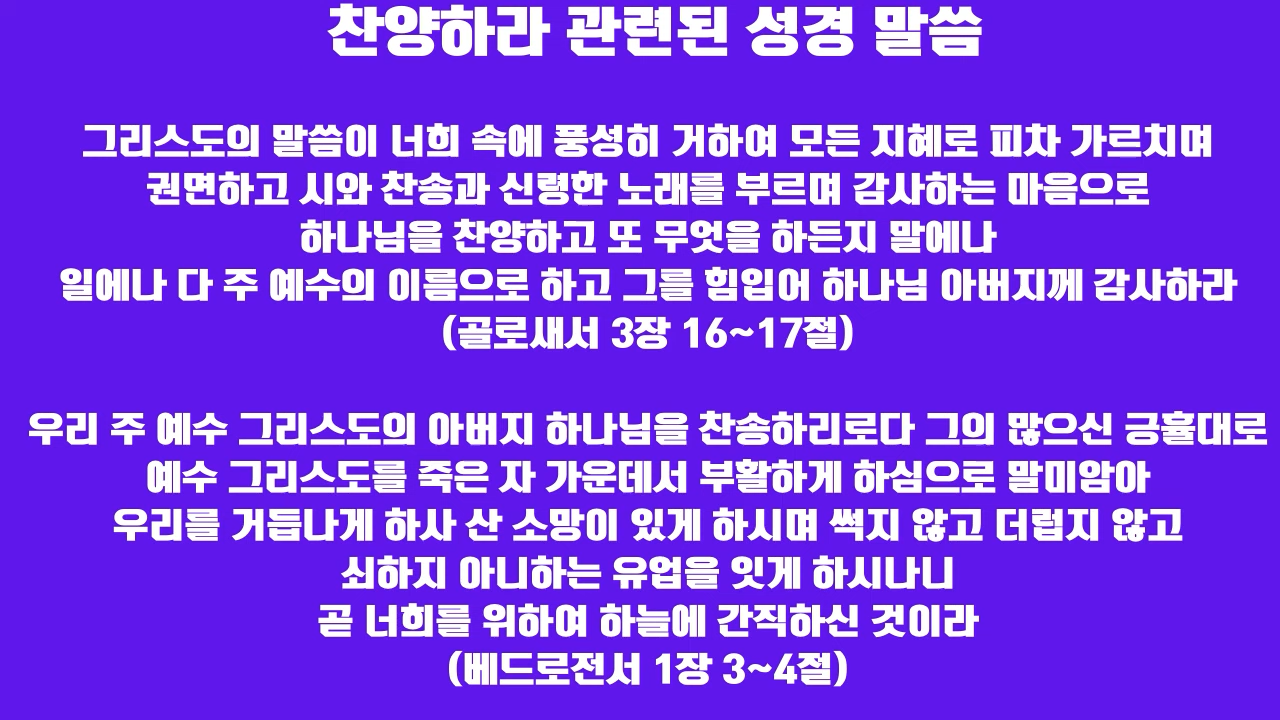 찬양하라 관련된 성경 말씀
그리스도의 말씀이 너희 속에 풍성히 거하여 모든 지혜로 피차 가르치며
권면하고 시와 찬송과 신령한 노래를 부르며 감사하는 마음으로
하나님을 찬양하고 또 무엇을 하든지 말에나
일에나 다 주 예수의 이름으로 하고 그를 힘입어 하나님 아버지께 감사하라
(골로새서 3장 16~17절)
우리 주 예수 그리스도의 아버지 하나님을 찬송하리로다 그의 많으신 긍휼대로
예수 그리스도를 죽은 자 가운데서 부활하게 하심으로 말미암아
우리를 거듭나게 하사 산 소망이 있게 하시며 썩지 않고 더럽지 않고
쇠하지 아니하는 유업을 잇게 하시나니
곧 너희를 위하여 하늘에 간직하신 것이라
(베드로전서 1장 3~4절)